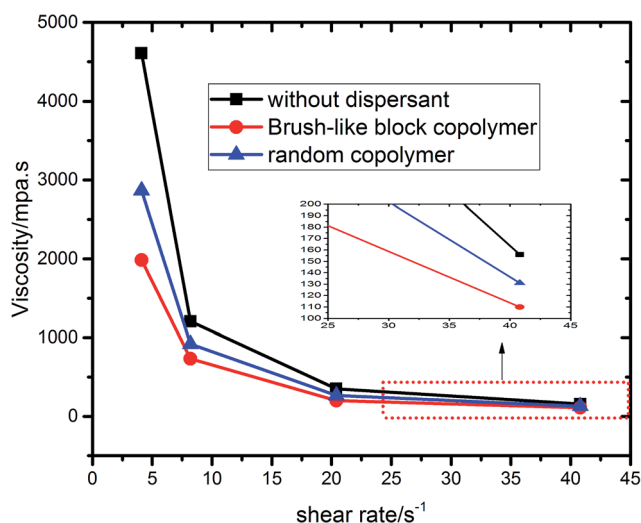 5000
4000
3000
2000
1000
0
Viscosity/mpa.s
without dispersant
Brush-like block copolymer
random copolymer
200
190
180
170
160
150
140
130
120
110
100
25 30 35 40 45
0 5 10 15 20 25 30 35 40 45
shear rate/s⁻¹